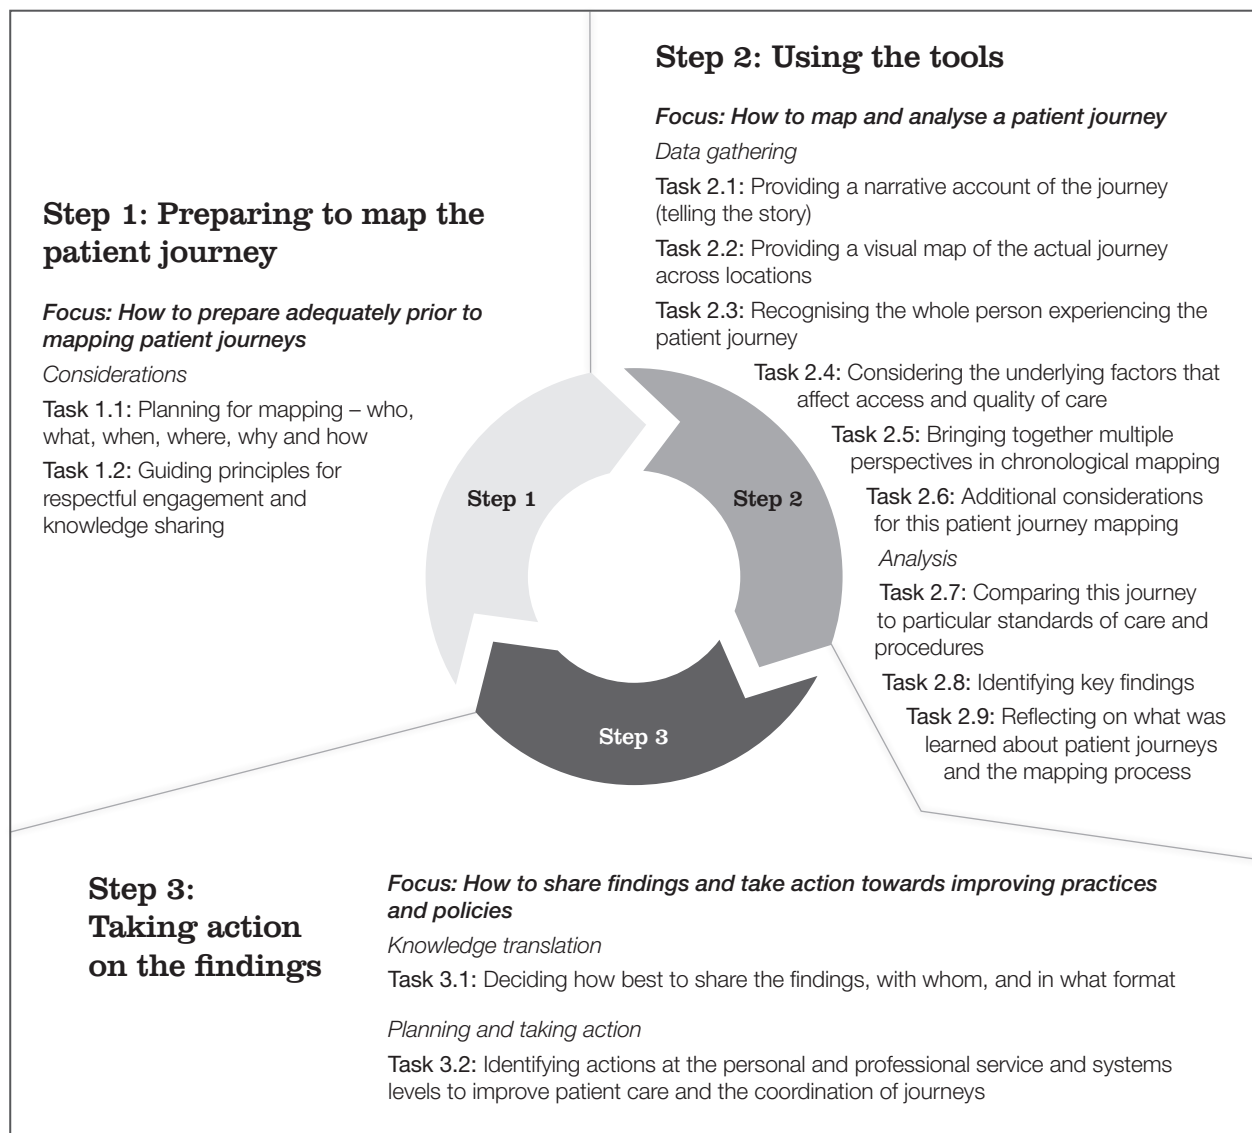 Step 1: Preparing to map the
patient journey
Focus: How to prepare adequately prior to
mapping patient journeys
Considerations
Task 1.1: Planning for mapping – who,
what, when, where, why and how
Task 1.2: Guiding principles for
respectful engagement and
knowledge sharing
Step 2: Using the tools
Focus: How to map and analyse a patient journey
Data gathering
Task 2.1: Providing a narrative account of the journey
(telling the story)
Task 2.2: Providing a visual map of the actual journey
across locations
Task 2.3: Recognising the whole person experiencing the
patient journey
Task 2.4: Considering the underlying factors that
affect access and quality of care
Task 2.5: Bringing together multiple
perspectives in chronological mapping
Task 2.6: Additional considerations
for this patient journey mapping
Analysis
Task 2.7: Comparing this journey
to particular standards of care and
procedures
Task 2.8: Identifying key findings
Task 2.9: Reflecting on what was
learned about patient journeys
and the mapping process
Step 1
Step 2
Step 3
Step 3:
Taking action
on the findings
Focus: How to share findings and take action towards improving practices
and policies
Knowledge translation
Task 3.1: Deciding how best to share the findings, with whom, and in what format
Planning and taking action
Task 3.2: Identifying actions at the personal and professional service and systems
levels to improve patient care and the coordination of journeys